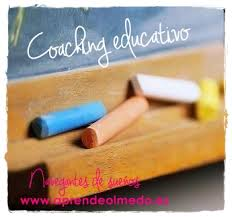 Coaching educativo
Navegantes de sueños
www.aprendeolmedo.es